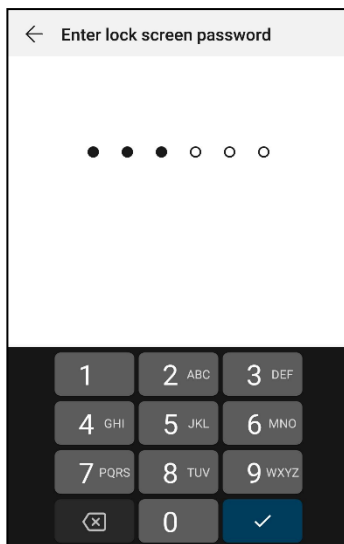 Enter lock screen password
1 2 ABC 3 DEF
4 GHI 5 JKL 6 MNO
7 PQRS 8 TUV 9 WXYZ
0